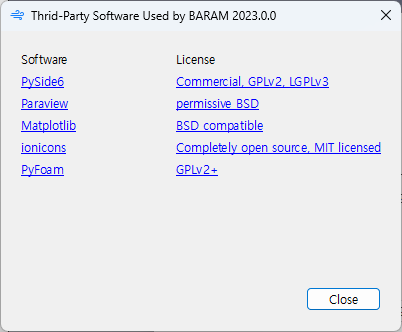 Thrid-Party Software Used by BARAM 2023.0.0
Software License
PySide6 Commercial, GPLv2, LGPLv3
Paraview permissive BSD
Matplotlib BSD compatible
ionicons Completely open source, MIT licensed
PyFoam GPLv2+
Close